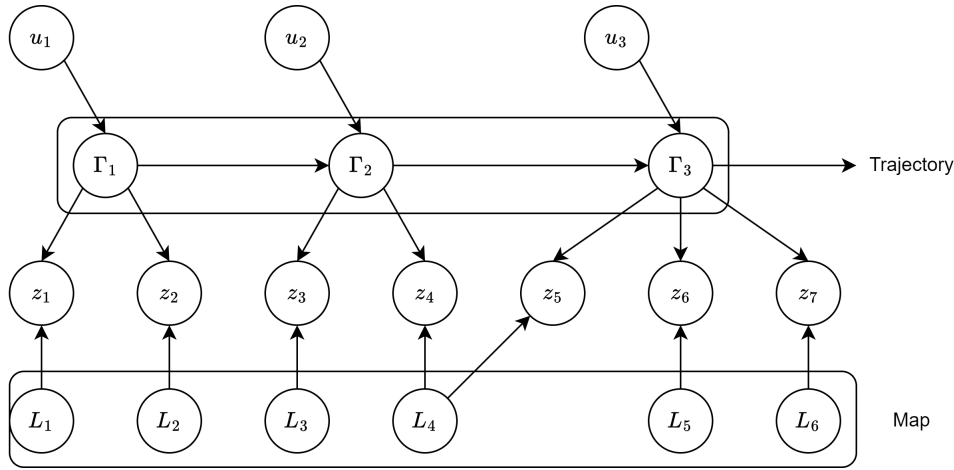 u₁ u₂ u₃
Γ₁ Γ₂ Γ₃ Trajectory
z₁ z₂ z₃ z₄ z₅ z₆ z₇
L₁ L₂ L₃ L₄ L₅ L₆ Map